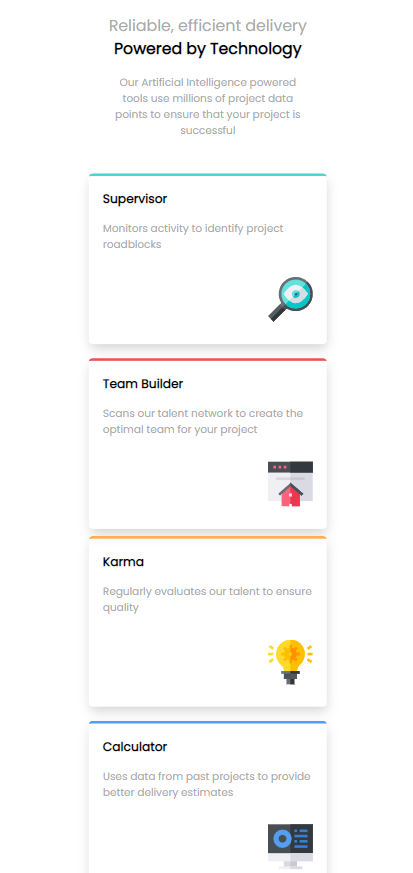 Reliable, efficient delivery
Powered by Technology
Our Artificial Intelligence powered
tools use millions of project data
points to ensure that your project is
successful
Supervisor
Monitors activity to identify project
roadblocks
Team Builder
Scans our talent network to create the
optimal team for your project
Karma
Regularly evaluates our talent to ensure
quality
Calculator
Uses data from past projects to provide
better delivery estimates